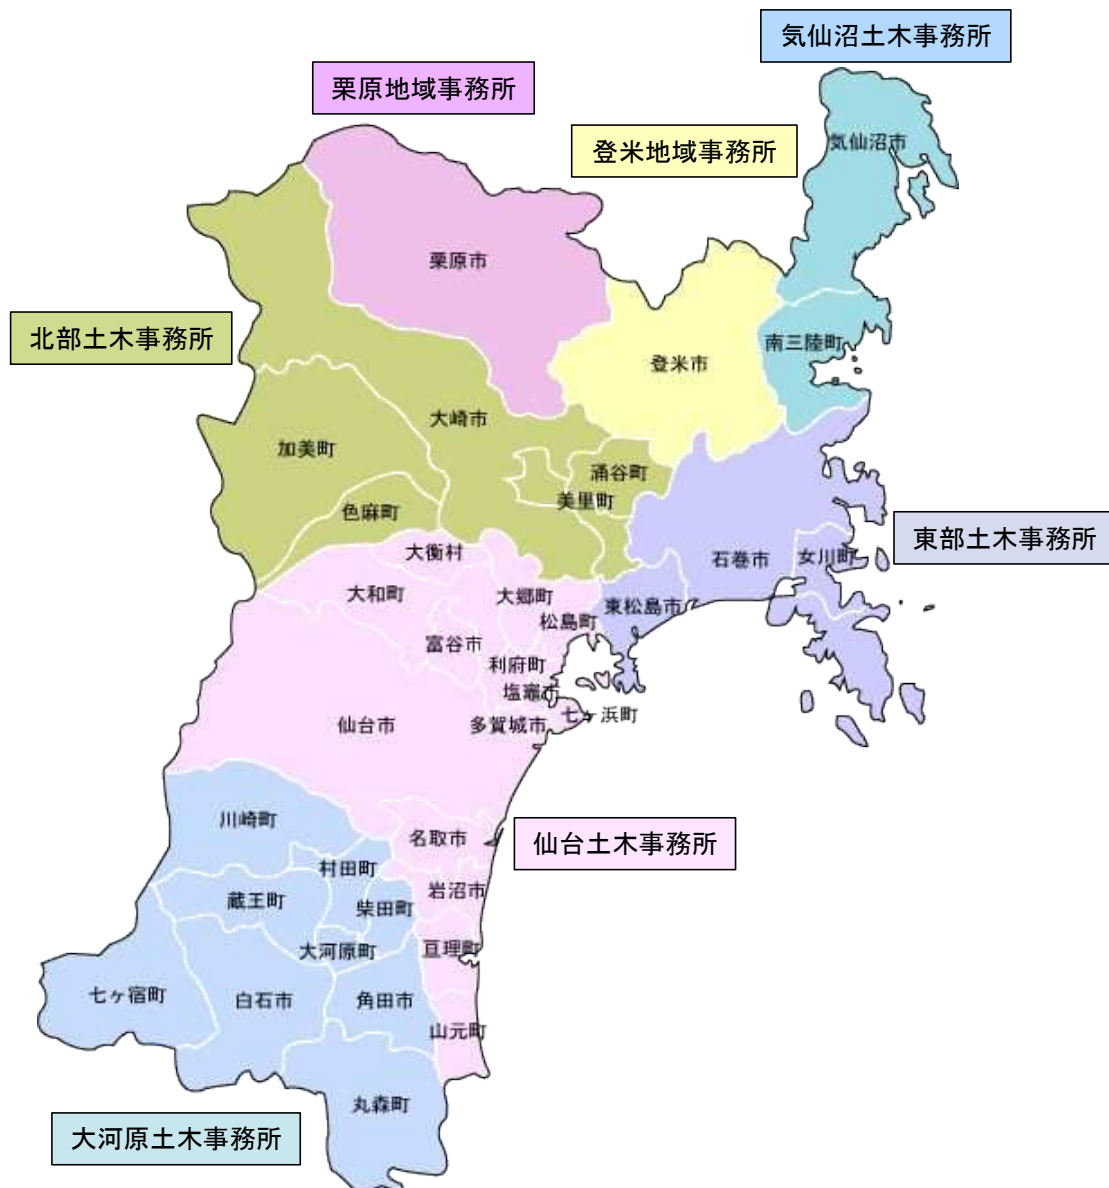 気仙沼土木事務所
栗原地域事務所
登米地域事務所
気仙沼市
栗原市
北部土木事務所
南三陸町
登米市
大崎市
加美町
涌谷町
美里町
色麻町
東部土木事務所
大衡村
石巻市
女川町
大和町
大郷町
東松島市
松島町
富谷市
利府町
塩竈市
七ヶ浜町
仙台市
多賀城市
川崎町
名取市
仙台土木事務所
村田町
岩沼市
蔵王町
柴田町
大河原町
亘理町
七ヶ宿町
白石市
角田市
山元町
丸森町
大河原土木事務所